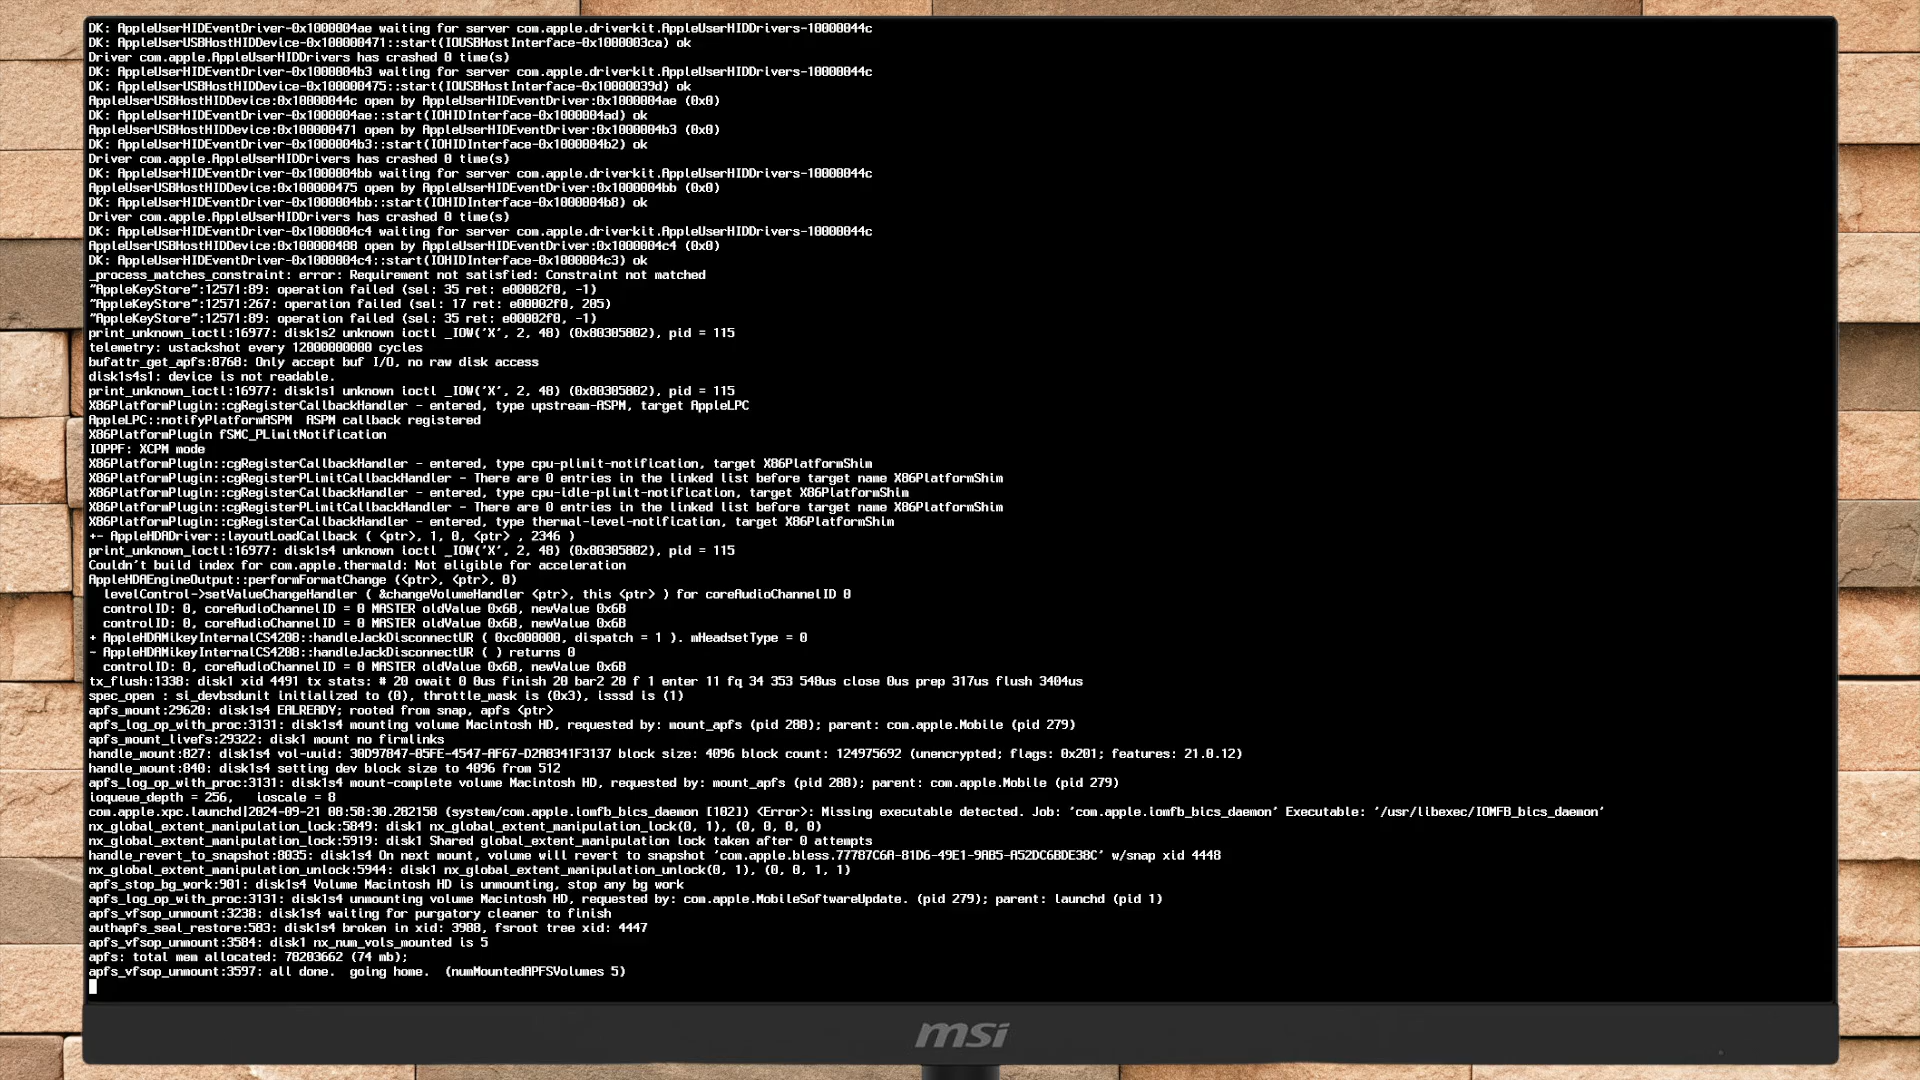 DK: AppleUserHIDEventDriver-0x1000004ae waiting for server com.apple.driverkit.AppleUserHIDDrivers-10000044c
DK: AppleUserUSBHostHIDDevice-0x100000471::start(IOUSBHostInterface-0x1000003ca) ok
Driver com.apple.AppleUserHIDDrivers has crashed 0 time(s)
DK: AppleUserHIDEventDriver-0x1000004b3 waiting for server com.apple.driverkit.AppleUserHIDDrivers-10000044c
DK: AppleUserUSBHostHIDDevice-0x100000475::start(IOUSBHostInterface-0x10000039d) ok
AppleUserUSBHostHIDDevice:0x10000044c open by AppleUserHIDEventDriver:0x1000004ae (0x0)
DK: AppleUserHIDEventDriver-0x1000004ae::start(IOHIDInterface-0x1000004ad) ok
AppleUserUSBHostHIDDevice:0x100000471 open by AppleUserHIDEventDriver:0x1000004b3 (0x0)
DK: AppleUserHIDEventDriver-0x1000004b3::start(IOHIDInterface-0x1000004b2) ok
Driver com.apple.AppleUserHIDDrivers has crashed 0 time(s)
DK: AppleUserHIDEventDriver-0x1000004bb waiting for server com.apple.driverkit.AppleUserHIDDrivers-10000044c
AppleUserUSBHostHIDDevice:0x100000475 open by AppleUserHIDEventDriver:0x1000004bb (0x0)
DK: AppleUserHIDEventDriver-0x1000004bb::start(IOHIDInterface-0x1000004b8) ok
Driver com.apple.AppleUserHIDDrivers has crashed 0 time(s)
DK: AppleUserHIDEventDriver-0x1000004c4 waiting for server com.apple.driverkit.AppleUserHIDDrivers-10000044c
AppleUserUSBHostHIDDevice:0x100000480 open by AppleUserHIDEventDriver:0x1000004c4 (0x0)
DK: AppleUserHIDEventDriver-0x1000004c4::start(IOHIDInterface-0x1000004c3) ok
_process_matches_constraint: error: Requirement not satisfied: Constraint not matched
"AppleKeyStore":12571:89: operation failed (sel: 35 ret: e00002f0, -1)
"AppleKeyStore":12571:267: operation failed (sel: 17 ret: e00002f0, 205)
"AppleKeyStore":12571:89: operation failed (sel: 35 ret: e00002f0, -1)
print_unknown_ioctl:16977: disk1s2 unknown ioctl _IOW('X', 2, 48) (0x80305802), pid = 115
telemetry: ustackshot every 12000000000 cycles
bufattr_get_apfs:8768: Only accept buf I/O, no raw disk access
disk1s4s1: device is not readable.
print_unknown_ioctl:16977: disk1s1 unknown ioctl _IOW('X', 2, 48) (0x80305802), pid = 115
X86PlatformPlugin::cgRegisterCallbackHandler - entered, type upstream-ASPM, target AppleLPC
AppleLPC::notifyPlatformASPM  ASPM callback registered
X86PlatformPlugin fSMC_PLimitNotification
IOPPF: XCPM mode
X86PlatformPlugin::cgRegisterCallbackHandler - entered, type cpu-plimit-notification, target X86PlatformShim
X86PlatformPlugin::cgRegisterPLimitCallbackHandler - There are 0 entries in the linked list before target name X86PlatformShim
X86PlatformPlugin::cgRegisterCallbackHandler - entered, type cpu-idle-plimit-notification, target X86PlatformShim
X86PlatformPlugin::cgRegisterPLimitCallbackHandler - There are 0 entries in the linked list before target name X86PlatformShim
X86PlatformPlugin::cgRegisterCallbackHandler - entered, type thermal-level-notification, target X86PlatformShim
+- AppleHDADriver::layoutLoadCallback ( <ptr>, 1, 0, <ptr> , 2346 )
print_unknown_ioctl:16977: disk1s4 unknown ioctl _IOW('X', 2, 48) (0x80305802), pid = 115
Couldn't build index for com.apple.thermald: Not eligible for acceleration
AppleHDAEngineOutput::performFormatChange (<ptr>, <ptr>, 0)
levelControl->setValueChangeHandler ( &changeVolumeHandler <ptr>, this <ptr> ) for coreAudioChannelID 0
controlID: 0, coreAudioChannelID = 0 MASTER oldValue 0x6B, newValue 0x6B
controlID: 0, coreAudioChannelID = 0 MASTER oldValue 0x6B, newValue 0x6B
+ AppleHDAMikeyInternalCS4208::handleJackDisconnectUR ( 0xc000000, dispatch = 1 ). mHeadsetType = 0
- AppleHDAMikeyInternalCS4208::handleJackDisconnectUR ( ) returns 0
controlID: 0, coreAudioChannelID = 0 MASTER oldValue 0x6B, newValue 0x6B
tx_flush:1338: disk1 xid 4491 tx stats: # 20 owait 0 0us finish 20 bar2 20 f 1 enter 11 fq 34 353 548us close 0us prep 317us flush 3404us
spec_open : si_devbsdunit initialized to (0), throttle_mask is (0x3), isssd is (1)
apfs_mount:29620: disk1s4 EALREADY; rooted from snap, apfs <ptr>
apfs_log_op_with_proc:3131: disk1s4 mounting volume Macintosh HD, requested by: mount_apfs (pid 288); parent: com.apple.Mobile (pid 279)
apfs_mount_livefs:29322: disk1 mount no firmlinks
handle_mount:827: disk1s4 vol-uuid: 30D97847-05FE-4547-AF67-D2A8341F3137 block size: 4096 block count: 124975692 (unencrypted; flags: 0x201; features: 21.0.12)
handle_mount:840: disk1s4 setting dev block size to 4096 from 512
apfs_log_op_with_proc:3131: disk1s4 mount-complete volume Macintosh HD, requested by: mount_apfs (pid 288); parent: com.apple.Mobile (pid 279)
ioqueue_depth = 256,   ioscale = 8
com.apple.xpc.launchd|2024-09-21 08:58:30.202158 (system/com.apple.iomfb_bics_daemon [102]) <Error>: Missing executable detected. Job: 'com.apple.iomfb_bics_daemon' Executable: '/usr/libexec/IOMFB_bics_daemon'
nx_global_extent_manipulation_lock:5849: disk1 nx_global_extent_manipulation_lock(0, 1), (0, 0, 0, 0)
nx_global_extent_manipulation_lock:5919: disk1 Shared global_extent_manipulation lock taken after 0 attempts
handle_revert_to_snapshot:8035: disk1s4 On next mount, volume will revert to snapshot 'com.apple.bless.77787C6A-81D6-49E1-9AB5-A52DC6BDE38C' w/snap xid 4448
nx_global_extent_manipulation_unlock:5944: disk1 nx_global_extent_manipulation_unlock(0, 1), (0, 0, 1, 1)
apfs_stop_bg_work:901: disk1s4 Volume Macintosh HD is unmounting, stop any bg work
apfs_log_op_with_proc:3131: disk1s4 unmounting volume Macintosh HD, requested by: com.apple.MobileSoftwareUpdate. (pid 279); parent: launchd (pid 1)
apfs_vfsop_unmount:3238: disk1s4 waiting for purgatory cleaner to finish
authapfs_seal_restore:583: disk1s4 broken in xid: 3988, fsroot tree xid: 4447
apfs_vfsop_unmount:3584: disk1 nx_num_vols_mounted is 5
apfs: total mem allocated: 78203662 (74 mb);
apfs_vfsop_unmount:3597: all done.  going home.  (numMountedAPFSVolumes 5)
msi